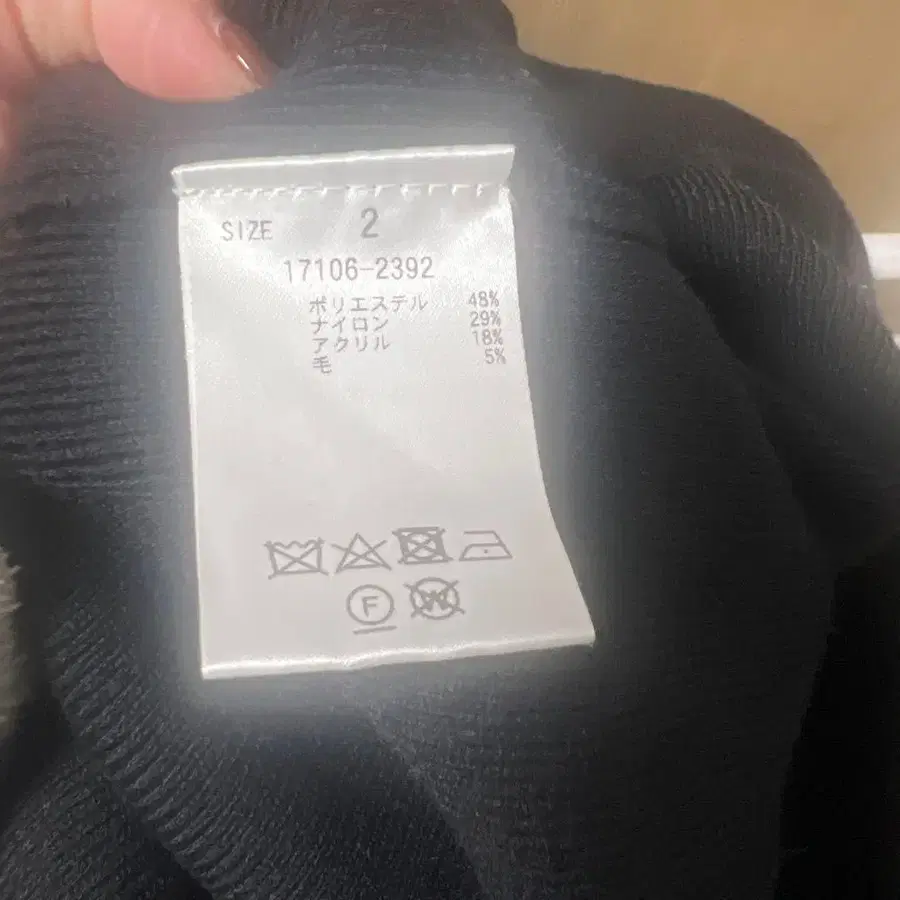 SIZE 2
17106-2392
ポリエステル 48%
ナイロン 29%
アクリル 18%
毛 5%
F
W